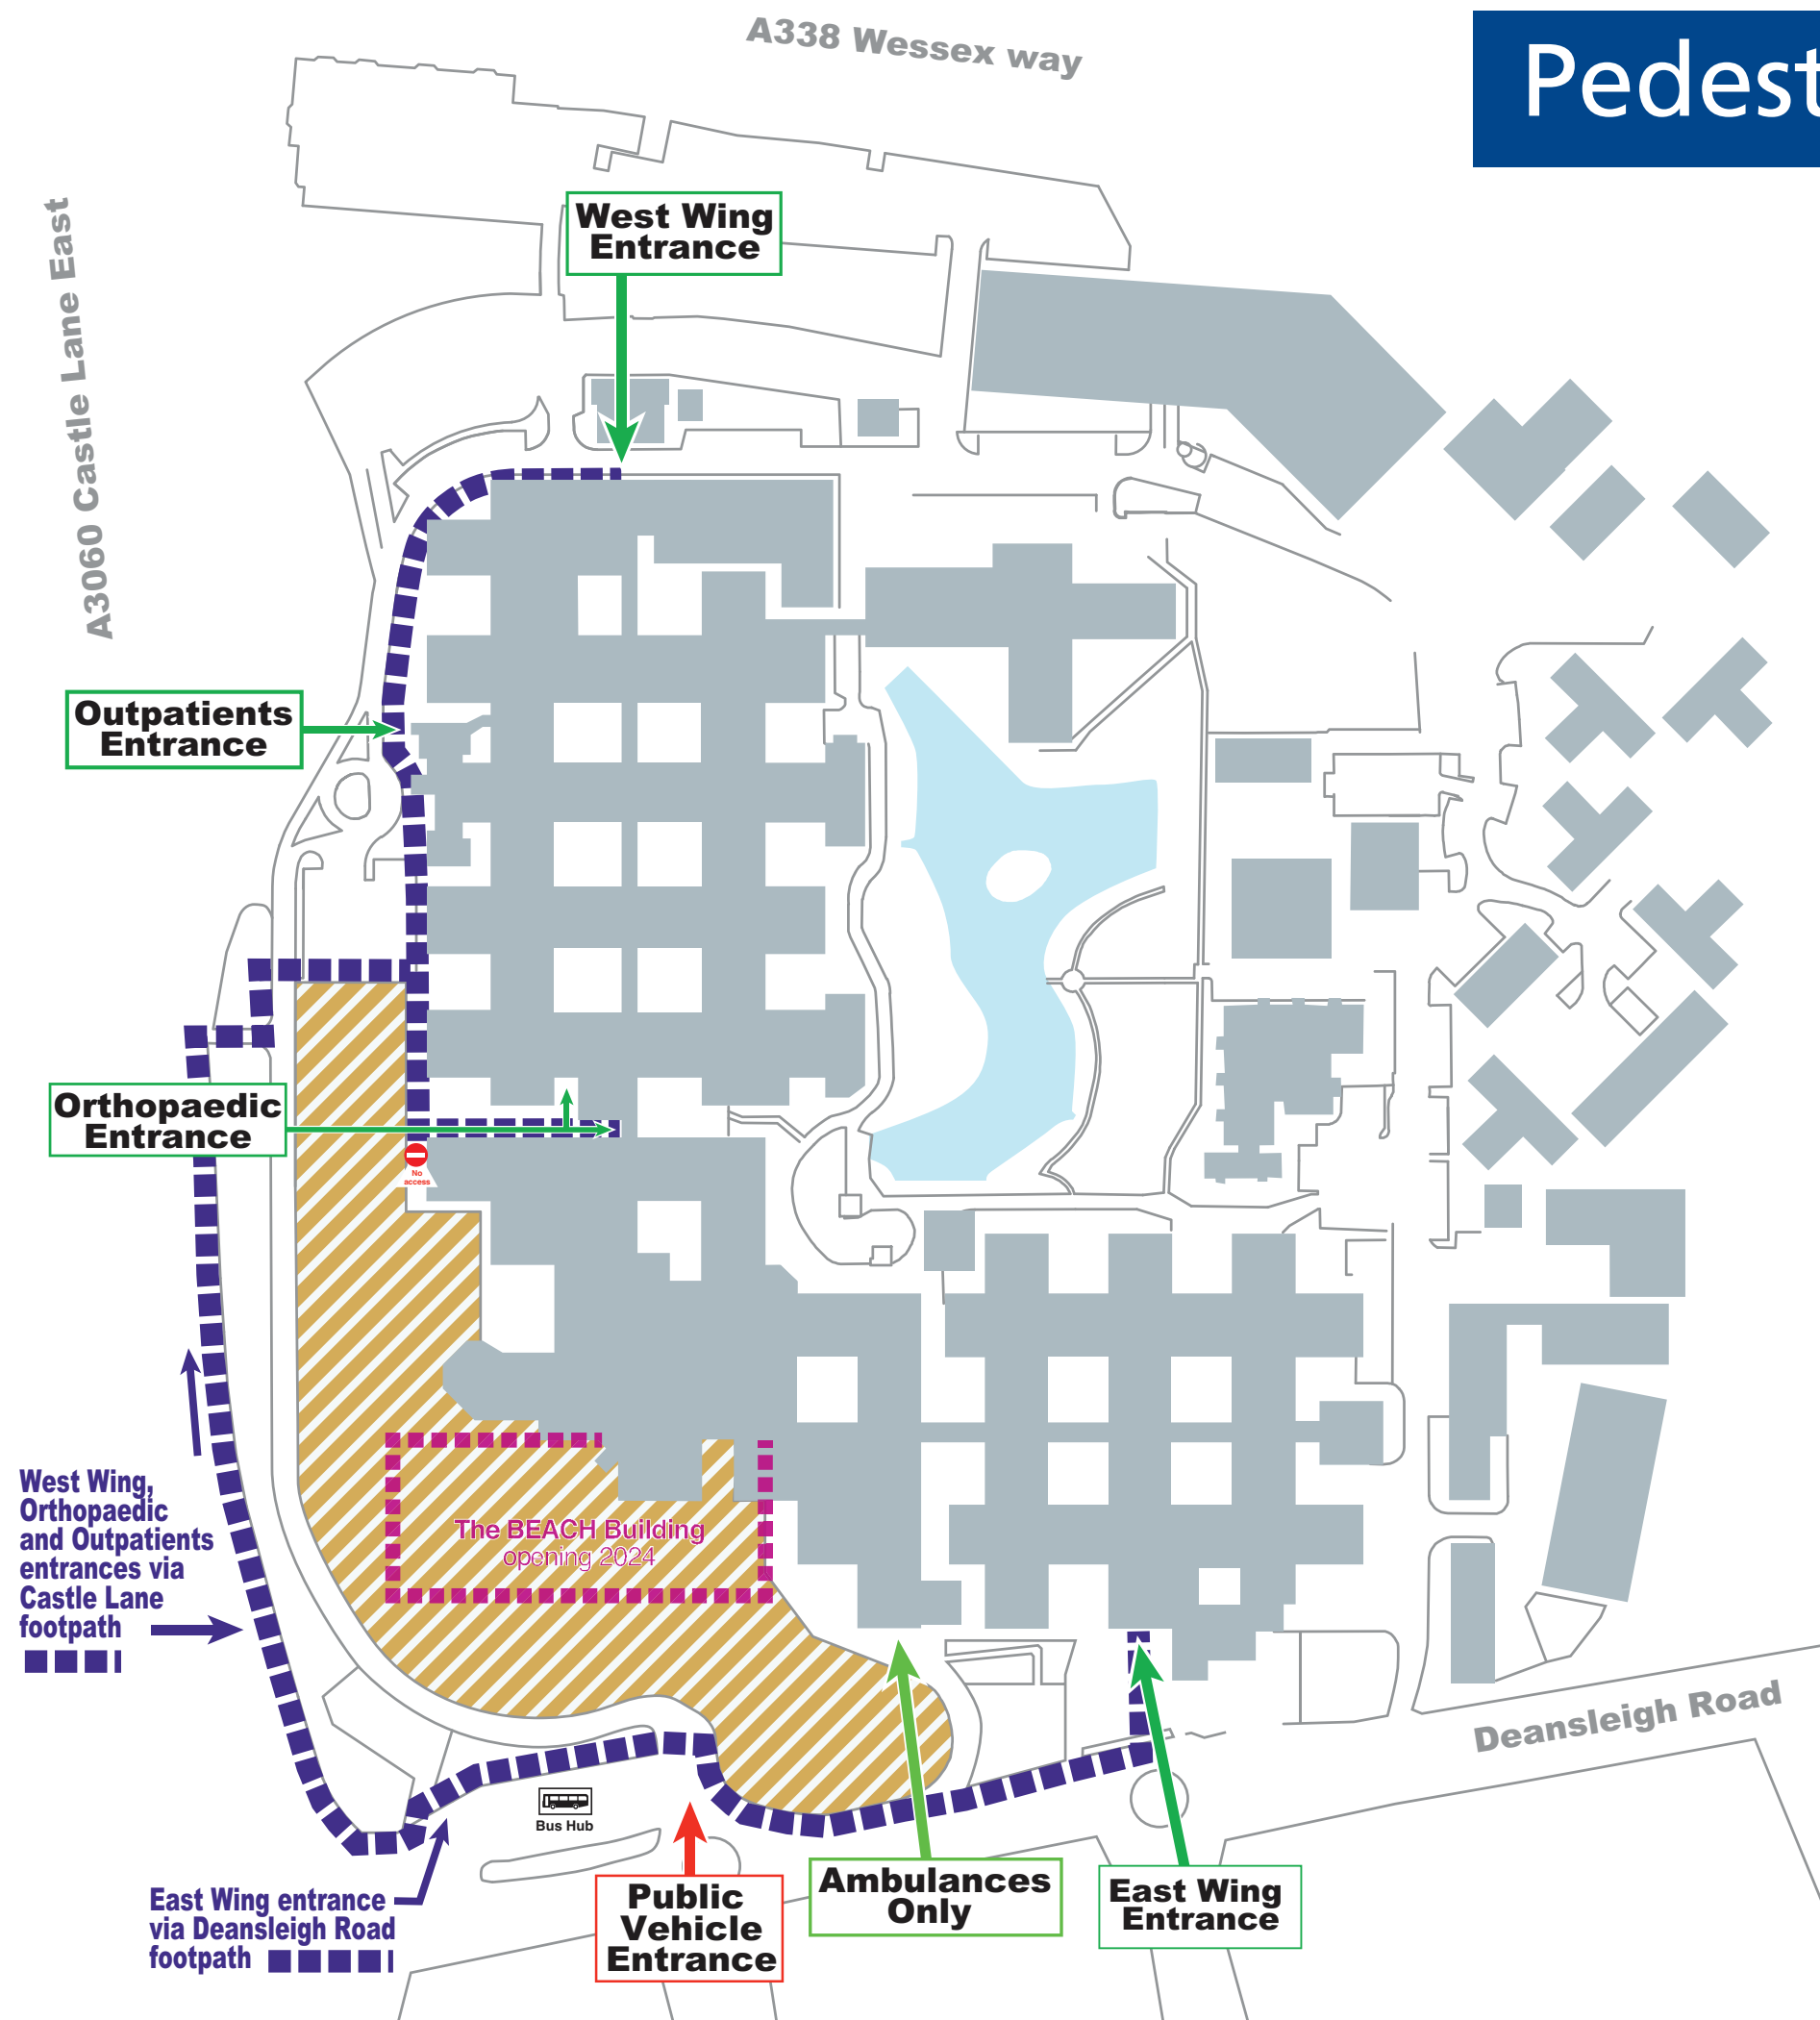 A338 Wessex way
Pedest
A3060 Castle Lane East
West Wing
Entrance
Outpatients
Entrance
Orthopaedic
Entrance
No
access
West Wing,
Orthopaedic
and Outpatients
entrances via
Castle Lane
footpath
The BEACH Building
opening 2024
Deansleigh Road
Bus Hub
East Wing entrance
via Deansleigh Road
footpath
Public
Vehicle
Entrance
Ambulances
Only
East Wing
Entrance